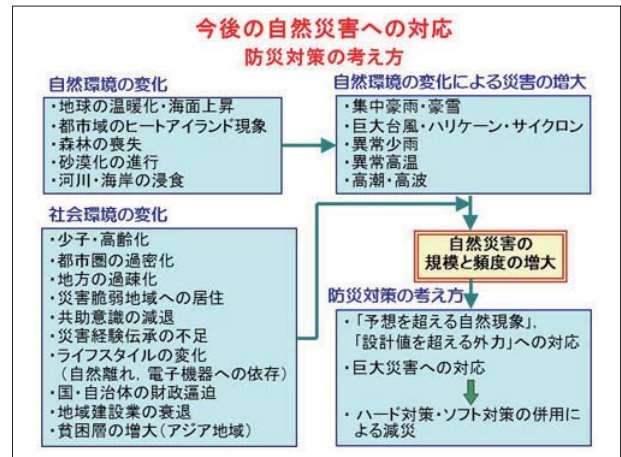 今後の自然災害への対応
防災対策の考え方
自然環境の変化
・地球の温暖化・海面上昇
・都市域のヒートアイランド現象
・森林の喪失
・砂漠化の進行
・河川・海岸の浸食
自然環境の変化による災害の増大
・集中豪雨・豪雪
・巨大台風・ハリケーン・サイクロン
・異常少雨
・異常高温
・高潮・高波
社会環境の変化
・少子・高齢化
・都市圏の過密化
・地方の過疎化
・災害脆弱地域への居住
・共助意識の減退
・災害経験伝承の不足
・ライフスタイルの変化
（自然離れ，電子機器への依存）
・国・自治体の財政逼迫
・地域建設業の衰退
・貧困層の増大（アジア地域）
自然災害の
規模と頻度の増大
防災対策の考え方
・「予想を超える自然現象」，
「設計値を超える外力」への対応
・巨大災害への対応
・ハード対策・ソフト対策の併用に
よる減災